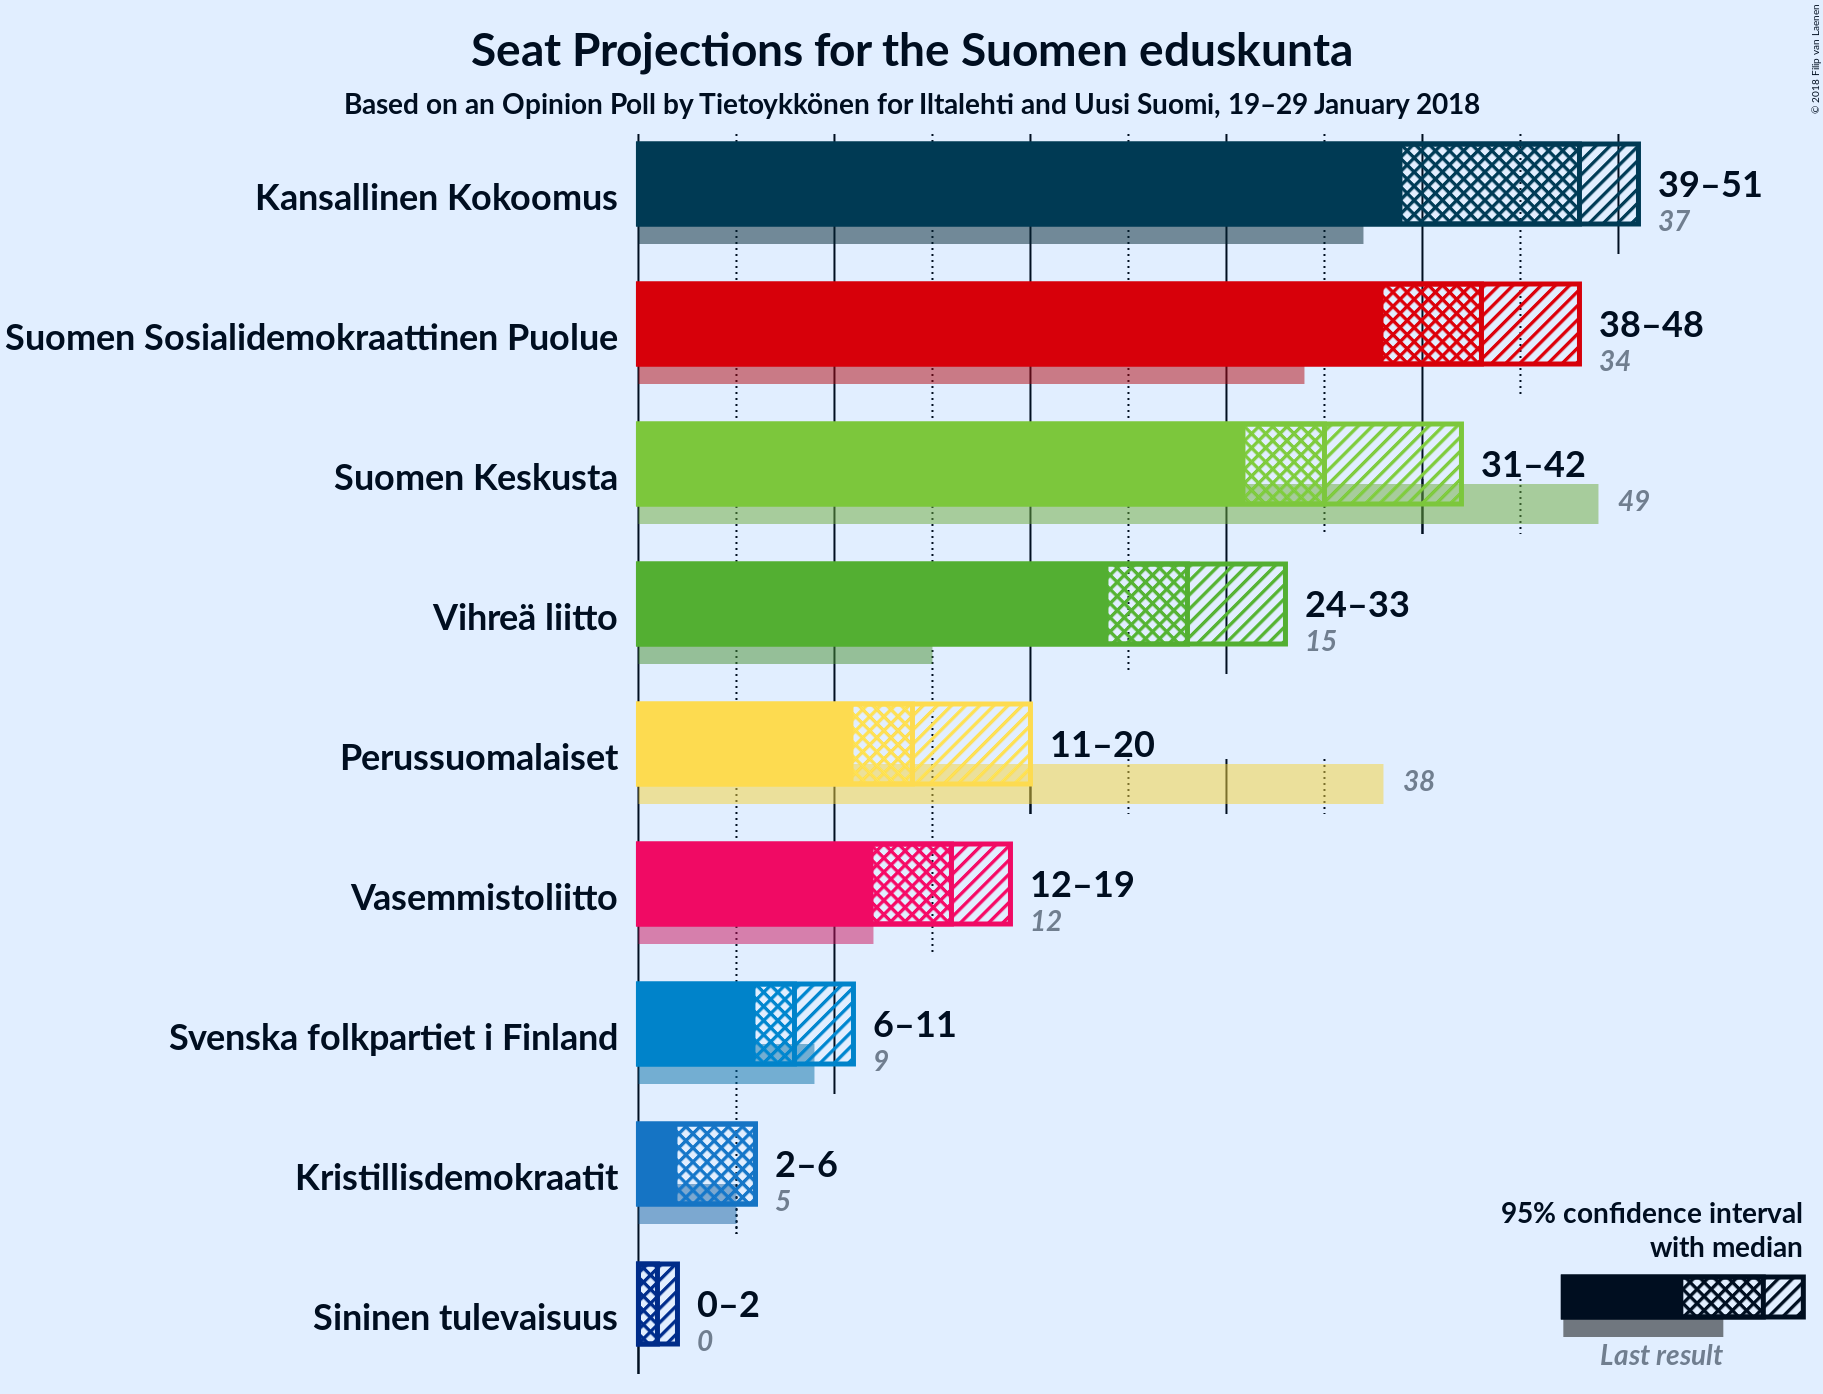 Seat Projections for the Suomen eduskunta
Based on an Opinion Poll by Tietoykkönen for Iltalehti and Uusi Suomi, 19–29 January 2018
© 2018 Filip van Laenen
Kansallinen Kokoomus
39–51
37
Suomen Sosialidemokraattinen Puolue
38–48
34
Suomen Keskusta
31–42
49
Vihreä liitto
24–33
15
Perussuomalaiset
11–20
38
Vasemmistoliitto
12–19
12
Svenska folkpartiet i Finland
6–11
9
Kristillisdemokraatit
2–6
5
Sininen tulevaisuus
0–2
0
95% confidence interval
with median
Last result